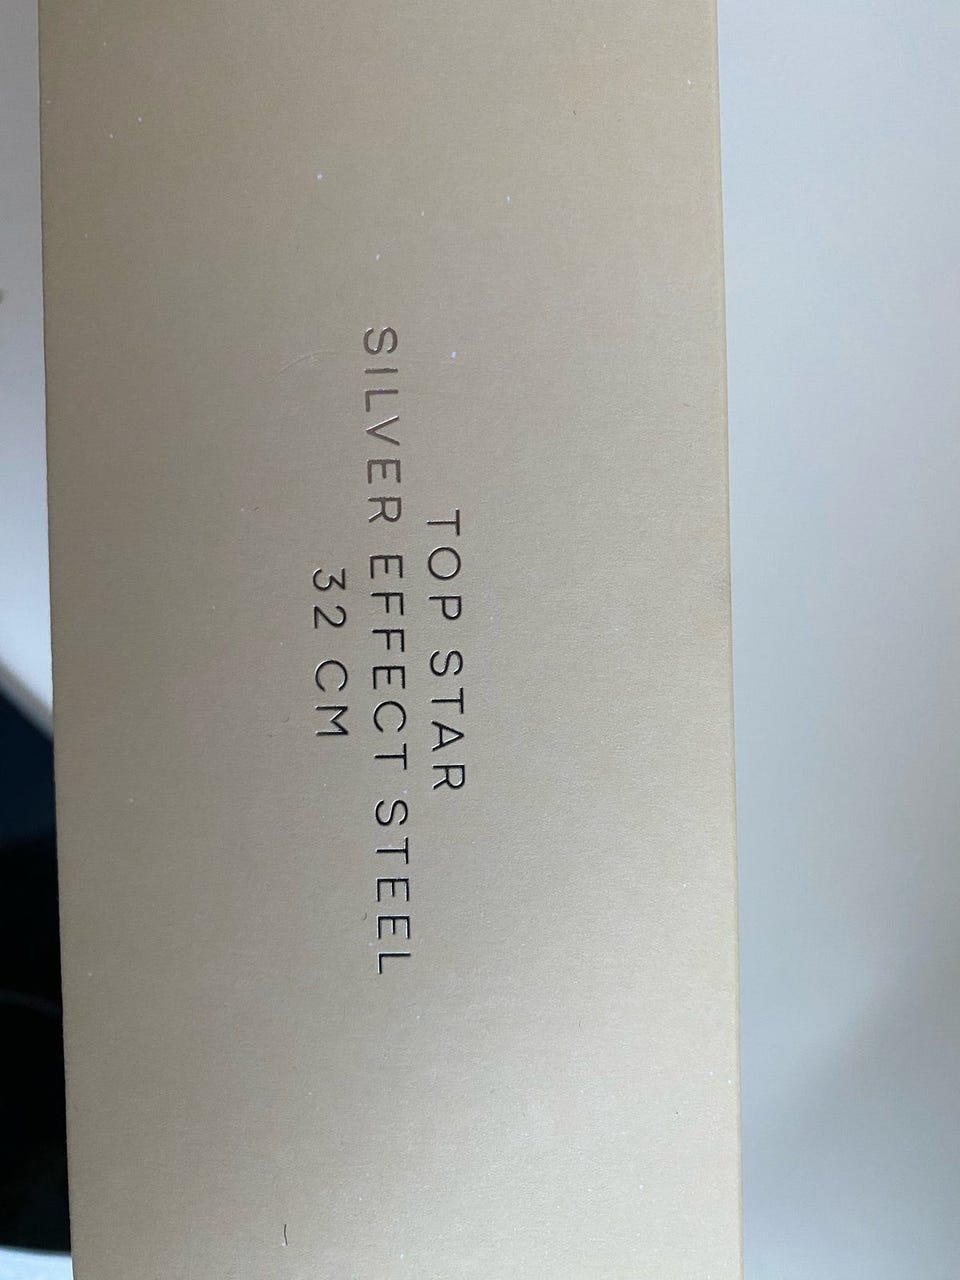 TOP STAR
SILVER EFFECT STEEL
32 CM